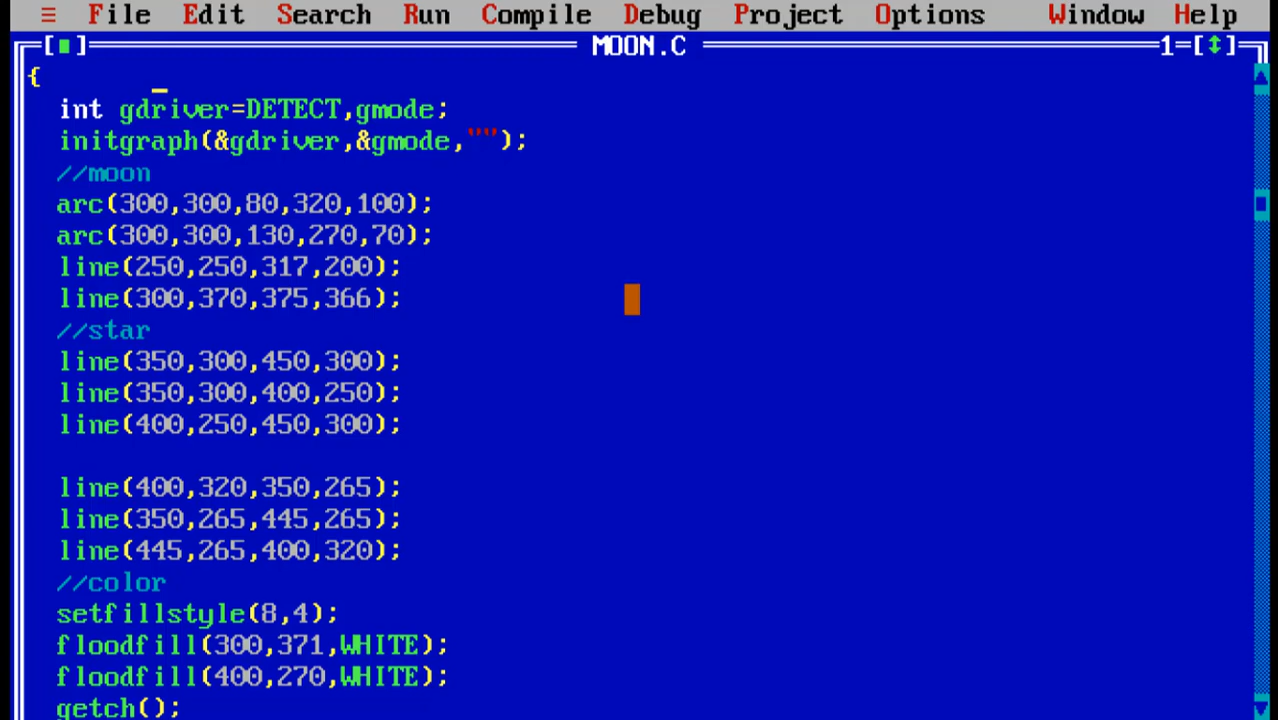 ≡ File Edit Search Run Compile Debug Project Options Window Help
[■] MOON.C 1=[↕]
{
int gdriver=DETECT,gmode;
initgraph(&gdriver,&gmode,"");
//moon
arc(300,300,80,320,100);
arc(300,300,130,270,70);
line(250,250,317,200);
line(300,370,375,366);
//star
line(350,300,450,300);
line(350,300,400,250);
line(400,250,450,300);
line(400,320,350,265);
line(350,265,445,265);
line(445,265,400,320);
//color
setfillstyle(8,4);
floodfill(300,371,WHITE);
floodfill(400,270,WHITE);
getch();